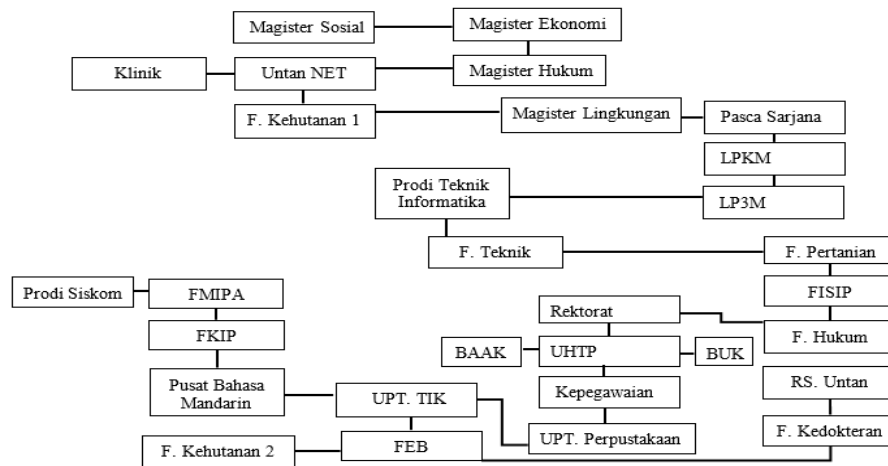 Magister Sosial
Magister Ekonomi
Klinik
Untan NET
Magister Hukum
F. Kehutanan 1
Magister Lingkungan
Pasca Sarjana
LPKM
Prodi Teknik
Informatika
LP3M
F. Teknik
F. Pertanian
Prodi Siskom
FMIPA
FISIP
Rektorat
FKIP
F. Hukum
BAAK
UHTP
BUK
Pusat Bahasa
Mandarin
UPT. TIK
Kepegawaian
RS. Untan
F. Kehutanan 2
FEB
UPT. Perpustakaan
F. Kedokteran